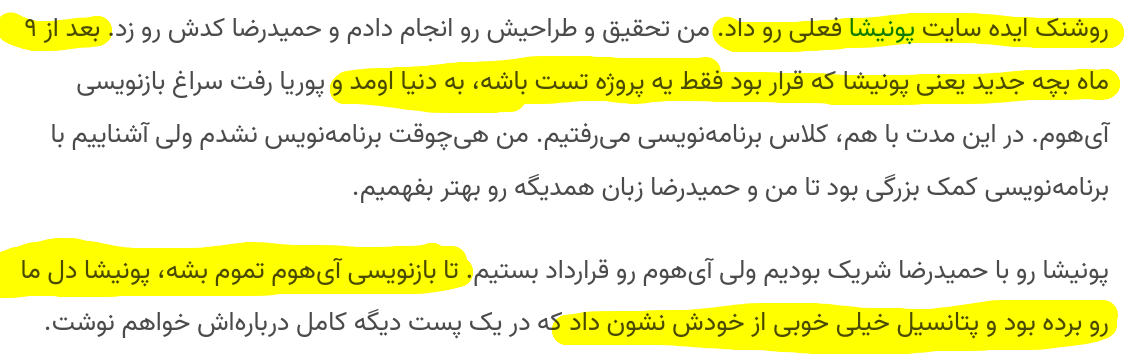 روشنک ایده سایت پونیشا فعلی رو داد. من تحقیق و طراحیش رو انجام دادم و حمیدرضا کدش رو زد. بعد از ۹
ماه بچه جدید یعنی پونیشا که قرار بود فقط یه پروژه تست باشه، به دنیا اومد و پوریا رفت سراغ بازنویسی
آی‌هوم. در این مدت با هم، کلاس برنامه‌نویسی می‌رفتیم. من هی‌چوقت برنامه‌نویس نشدم ولی آشناییم با
برنامه‌نویسی کمک بزرگی بود تا من و حمیدرضا زبان همدیگه رو بهتر بفهمیم.
پونیشا رو با حمیدرضا شریک بودیم ولی آی‌هوم رو قرارداد بستیم. تا بازنویسی آی‌هوم تموم بشه، پونیشا دل ما
رو برده بود و پتانسیل خیلی خوبی از خودش نشون داد که در یک پست دیگه کامل درباره‌اش خواهم نوشت.